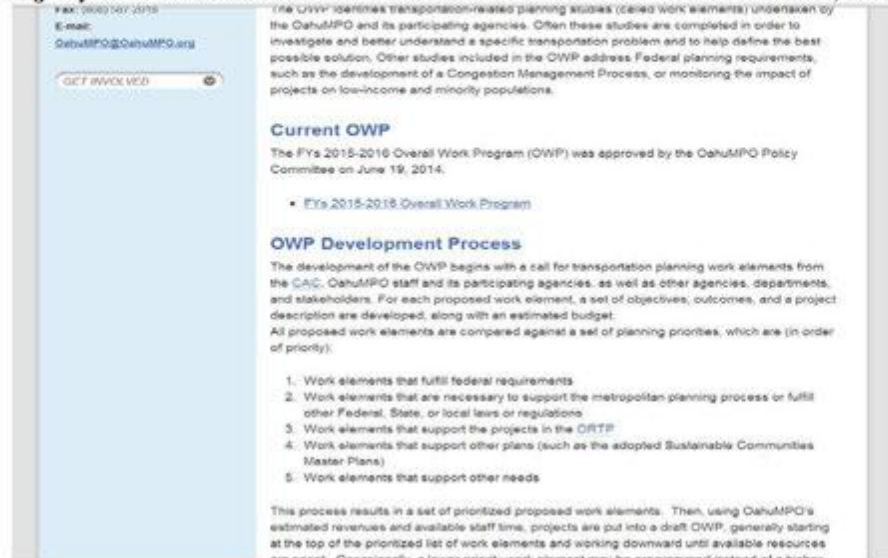 E-mail:
OahuMPO@OahuMPO.org
GET INVOLVED
The OWP identifies transportation-related planning studies (called work elements) undertaken by
the OahuMPO and its participating agencies. Often these studies are completed in order to
investigate and better understand a specific transportation problem and to help define the best
possible solution. Other studies included in the OWP address Federal planning requirements,
such as the development of a Congestion Management Process, or monitoring the impact of
projects on low-income and minority populations.
Current OWP
The FYs 2015-2016 Overall Work Program (OWP) was approved by the OahuMPO Policy
Committee on June 19, 2014.
• FYs 2015-2016 Overall Work Program
OWP Development Process
The development of the OWP begins with a call for transportation planning work elements from
the CAC, OahuMPO staff and its participating agencies, as well as other agencies, departments,
and stakeholders. For each proposed work element, a set of objectives, outcomes, and a project
description are developed, along with an estimated budget.
All proposed work elements are compared against a set of planning priorities, which are (in order
of priority):
1. Work elements that fulfill federal requirements
2. Work elements that are necessary to support the metropolitan planning process or fulfill
other Federal, State, or local laws or regulations
3. Work elements that support the projects in the ORTP
4. Work elements that support other plans (such as the adopted Sustainable Communities
Master Plans)
5. Work elements that support other needs
This process results in a set of prioritized proposed work elements. Then, using OahuMPO's
estimated revenues and available staff time, projects are put into a draft OWP, generally starting
at the top of the prioritized list of work elements and working downward until available resources